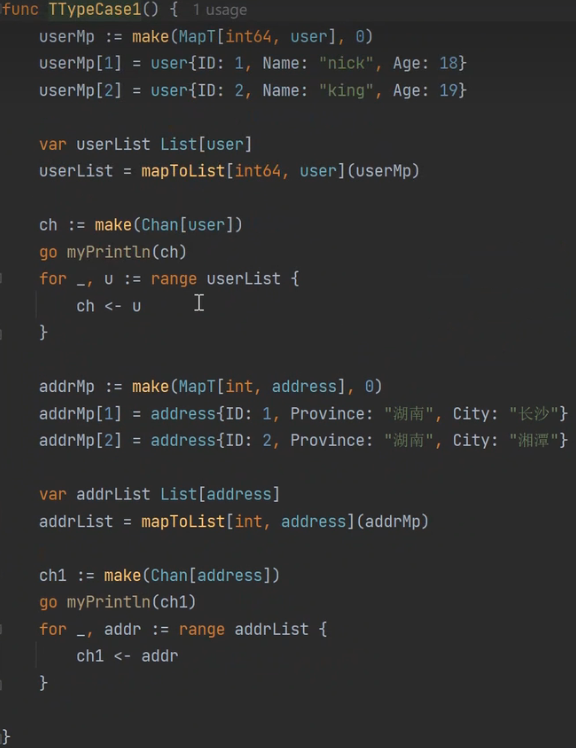 func TTypeCase1() { 1 usage
userMp := make(MapT[int64, user], 0)
userMp[1] = user{ID: 1, Name: "nick", Age: 18}
userMp[2] = user{ID: 2, Name: "king", Age: 19}
var userList List[user]
userList = mapToList[int64, user](userMp)
ch := make(Chan[user])
go myPrintln(ch)
for _, u := range userList {
ch <- u
}
addrMp := make(MapT[int, address], 0)
addrMp[1] = address{ID: 1, Province: "湖南", City: "长沙"}
addrMp[2] = address{ID: 2, Province: "湖南", City: "湘潭"}
var addrList List[address]
addrList = mapToList[int, address](addrMp)
ch1 := make(Chan[address])
go myPrintln(ch1)
for _, addr := range addrList {
ch1 <- addr
}
}